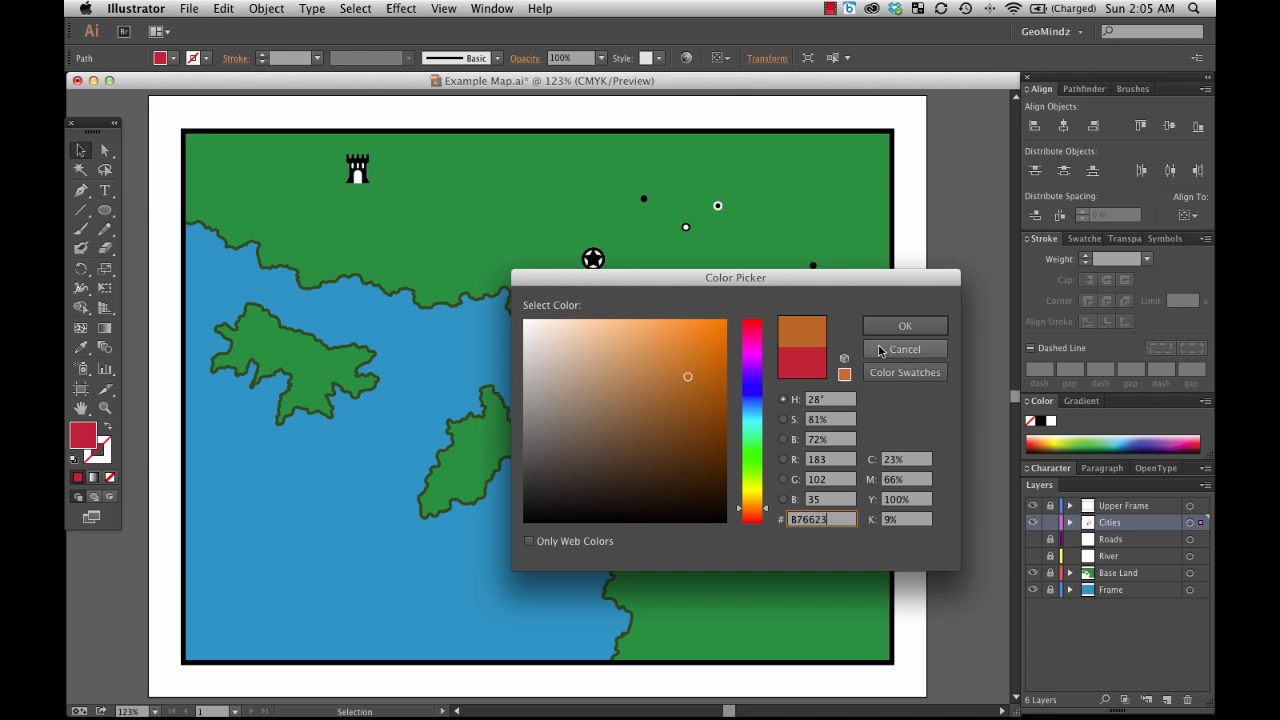 Illustrator File Edit Object Type Select Effect View Window Help (Charged) Sun 2:05 AM
Ai Br GeoMindz
Path Stroke: Basic Opacity: 100% Style: Transform
Example Map.ai* @ 123% (CMYK/Preview)
Align Pathfinder Brushes
Align Objects:
Distribute Objects:
Distribute Spacing: Align To:
0 in
Stroke Swatche Transpa Symbols
Weight:
Cap:
Corner: Limit: x
Align Stroke:
Dashed Line
dash gap dash gap dash gap
Color Gradient
Character Paragraph OpenType
Layers
Upper Frame
Cities
Roads
River
Base Land
Frame
6 Layers
Color Picker
Select Color:
OK
Cancel
Color Swatches
H: 28°
S: 81%
B: 72%
R: 183 C: 23%
G: 102 M: 66%
B: 35 Y: 100%
# B76623 K: 9%
Only Web Colors
123% 1 Selection